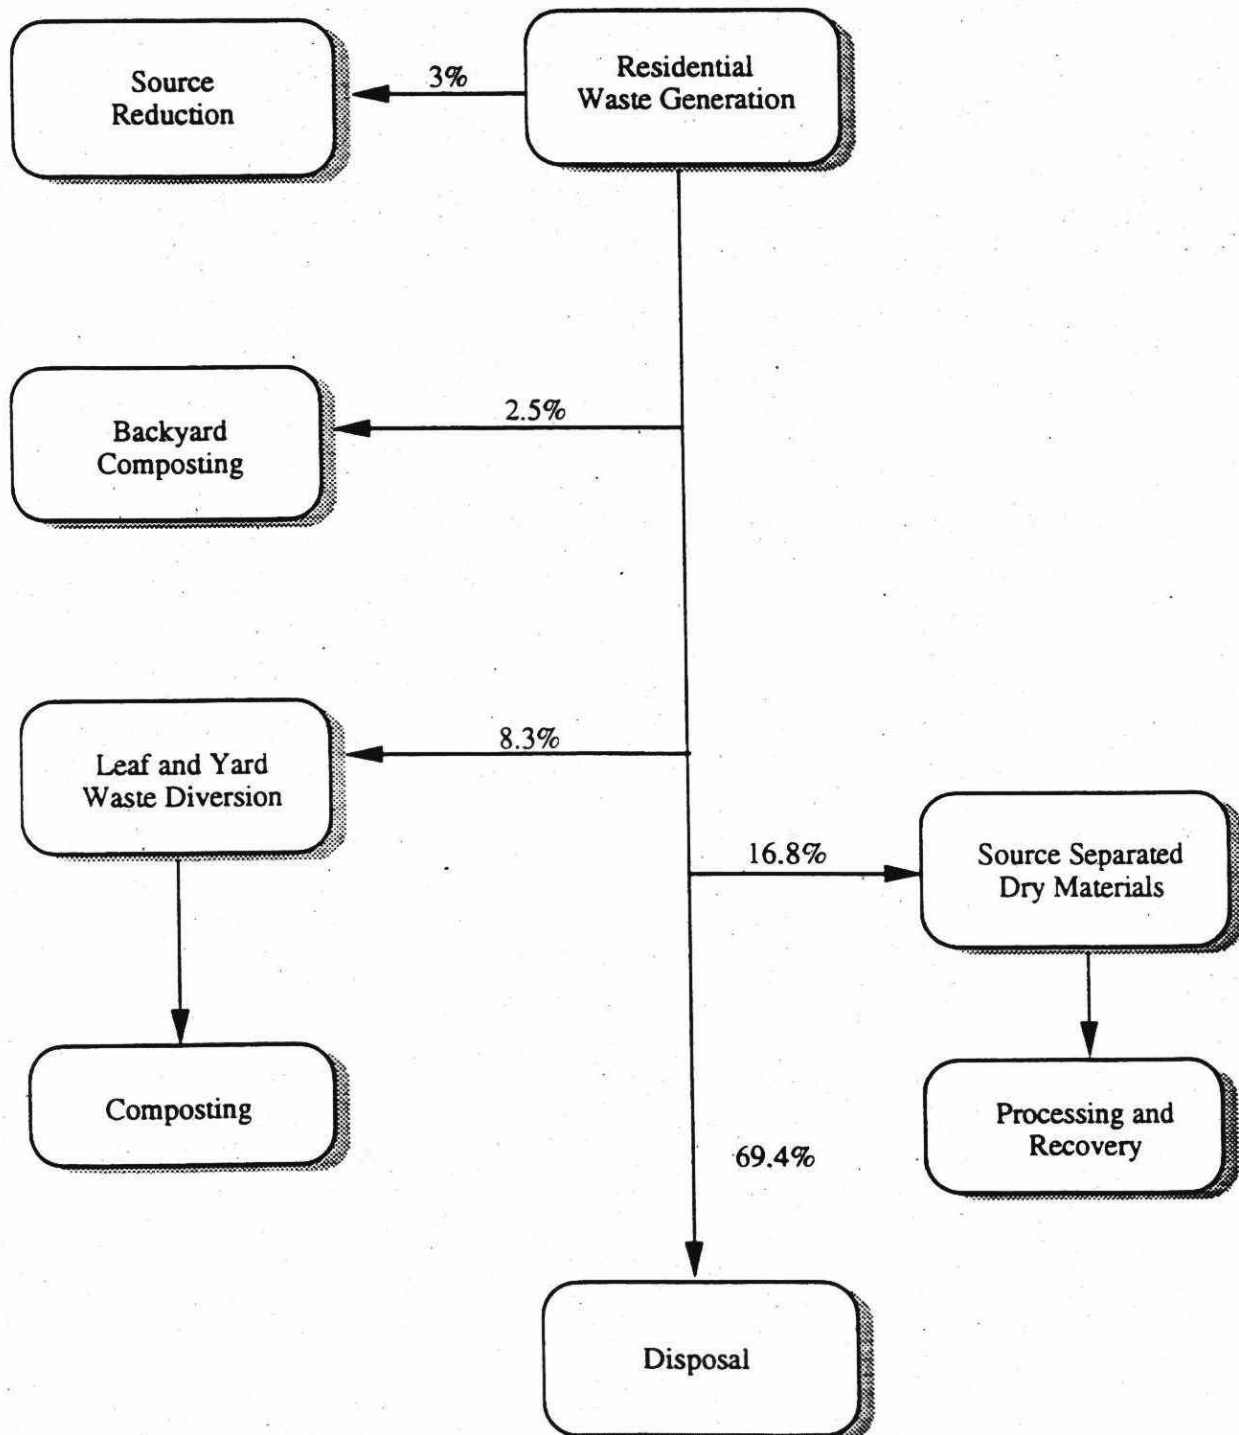 Source
Reduction
3%
Residential
Waste Generation
Backyard
Composting
2.5%
Leaf and Yard
Waste Diversion
8.3%
16.8%
Source Separated
Dry Materials
Composting
Processing and
Recovery
69.4%
Disposal